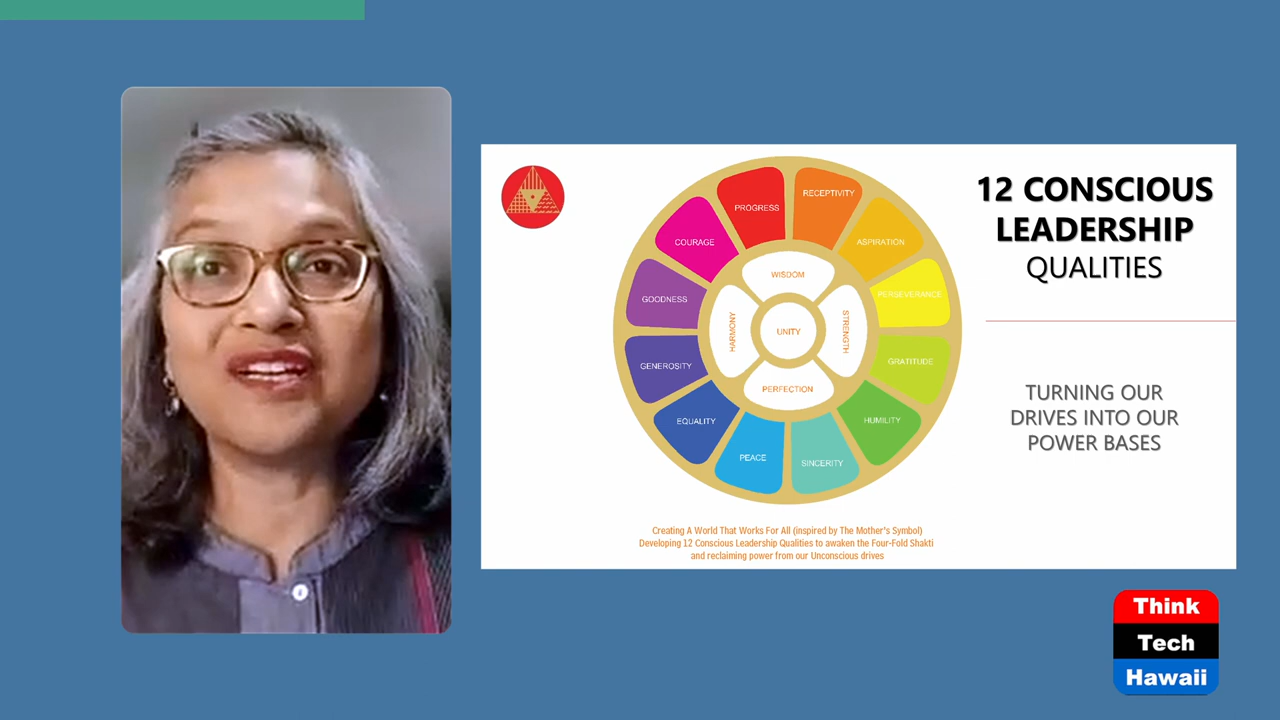 12 CONSCIOUS
LEADERSHIP
QUALITIES
TURNING OUR
DRIVES INTO OUR
POWER BASES
PROGRESS
RECEPTIVITY
ASPIRATION
PERSEVERANCE
GRATITUDE
HUMILITY
SINCERITY
PEACE
EQUALITY
GENEROSITY
GOODNESS
COURAGE
WISDOM
STRENGTH
PERFECTION
HARMONY
UNITY
Creating A World That Works For All (inspired by The Mother's Symbol)
Developing 12 Conscious Leadership Qualities to awaken the Four-Fold Shakti
and reclaiming power from our Unconscious drives
Think
Tech
Hawaii